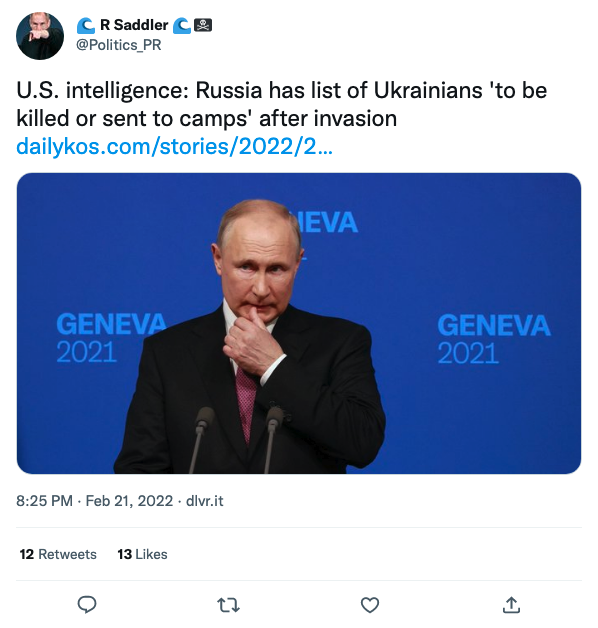 R Saddler
@Politics_PR
U.S. intelligence: Russia has list of Ukrainians 'to be
killed or sent to camps' after invasion
dailykos.com/stories/2022/2...
NEVA
GENEVA
2021
GENEVA
2021
8:25 PM · Feb 21, 2022 · dlvr.it
12 Retweets 13 Likes